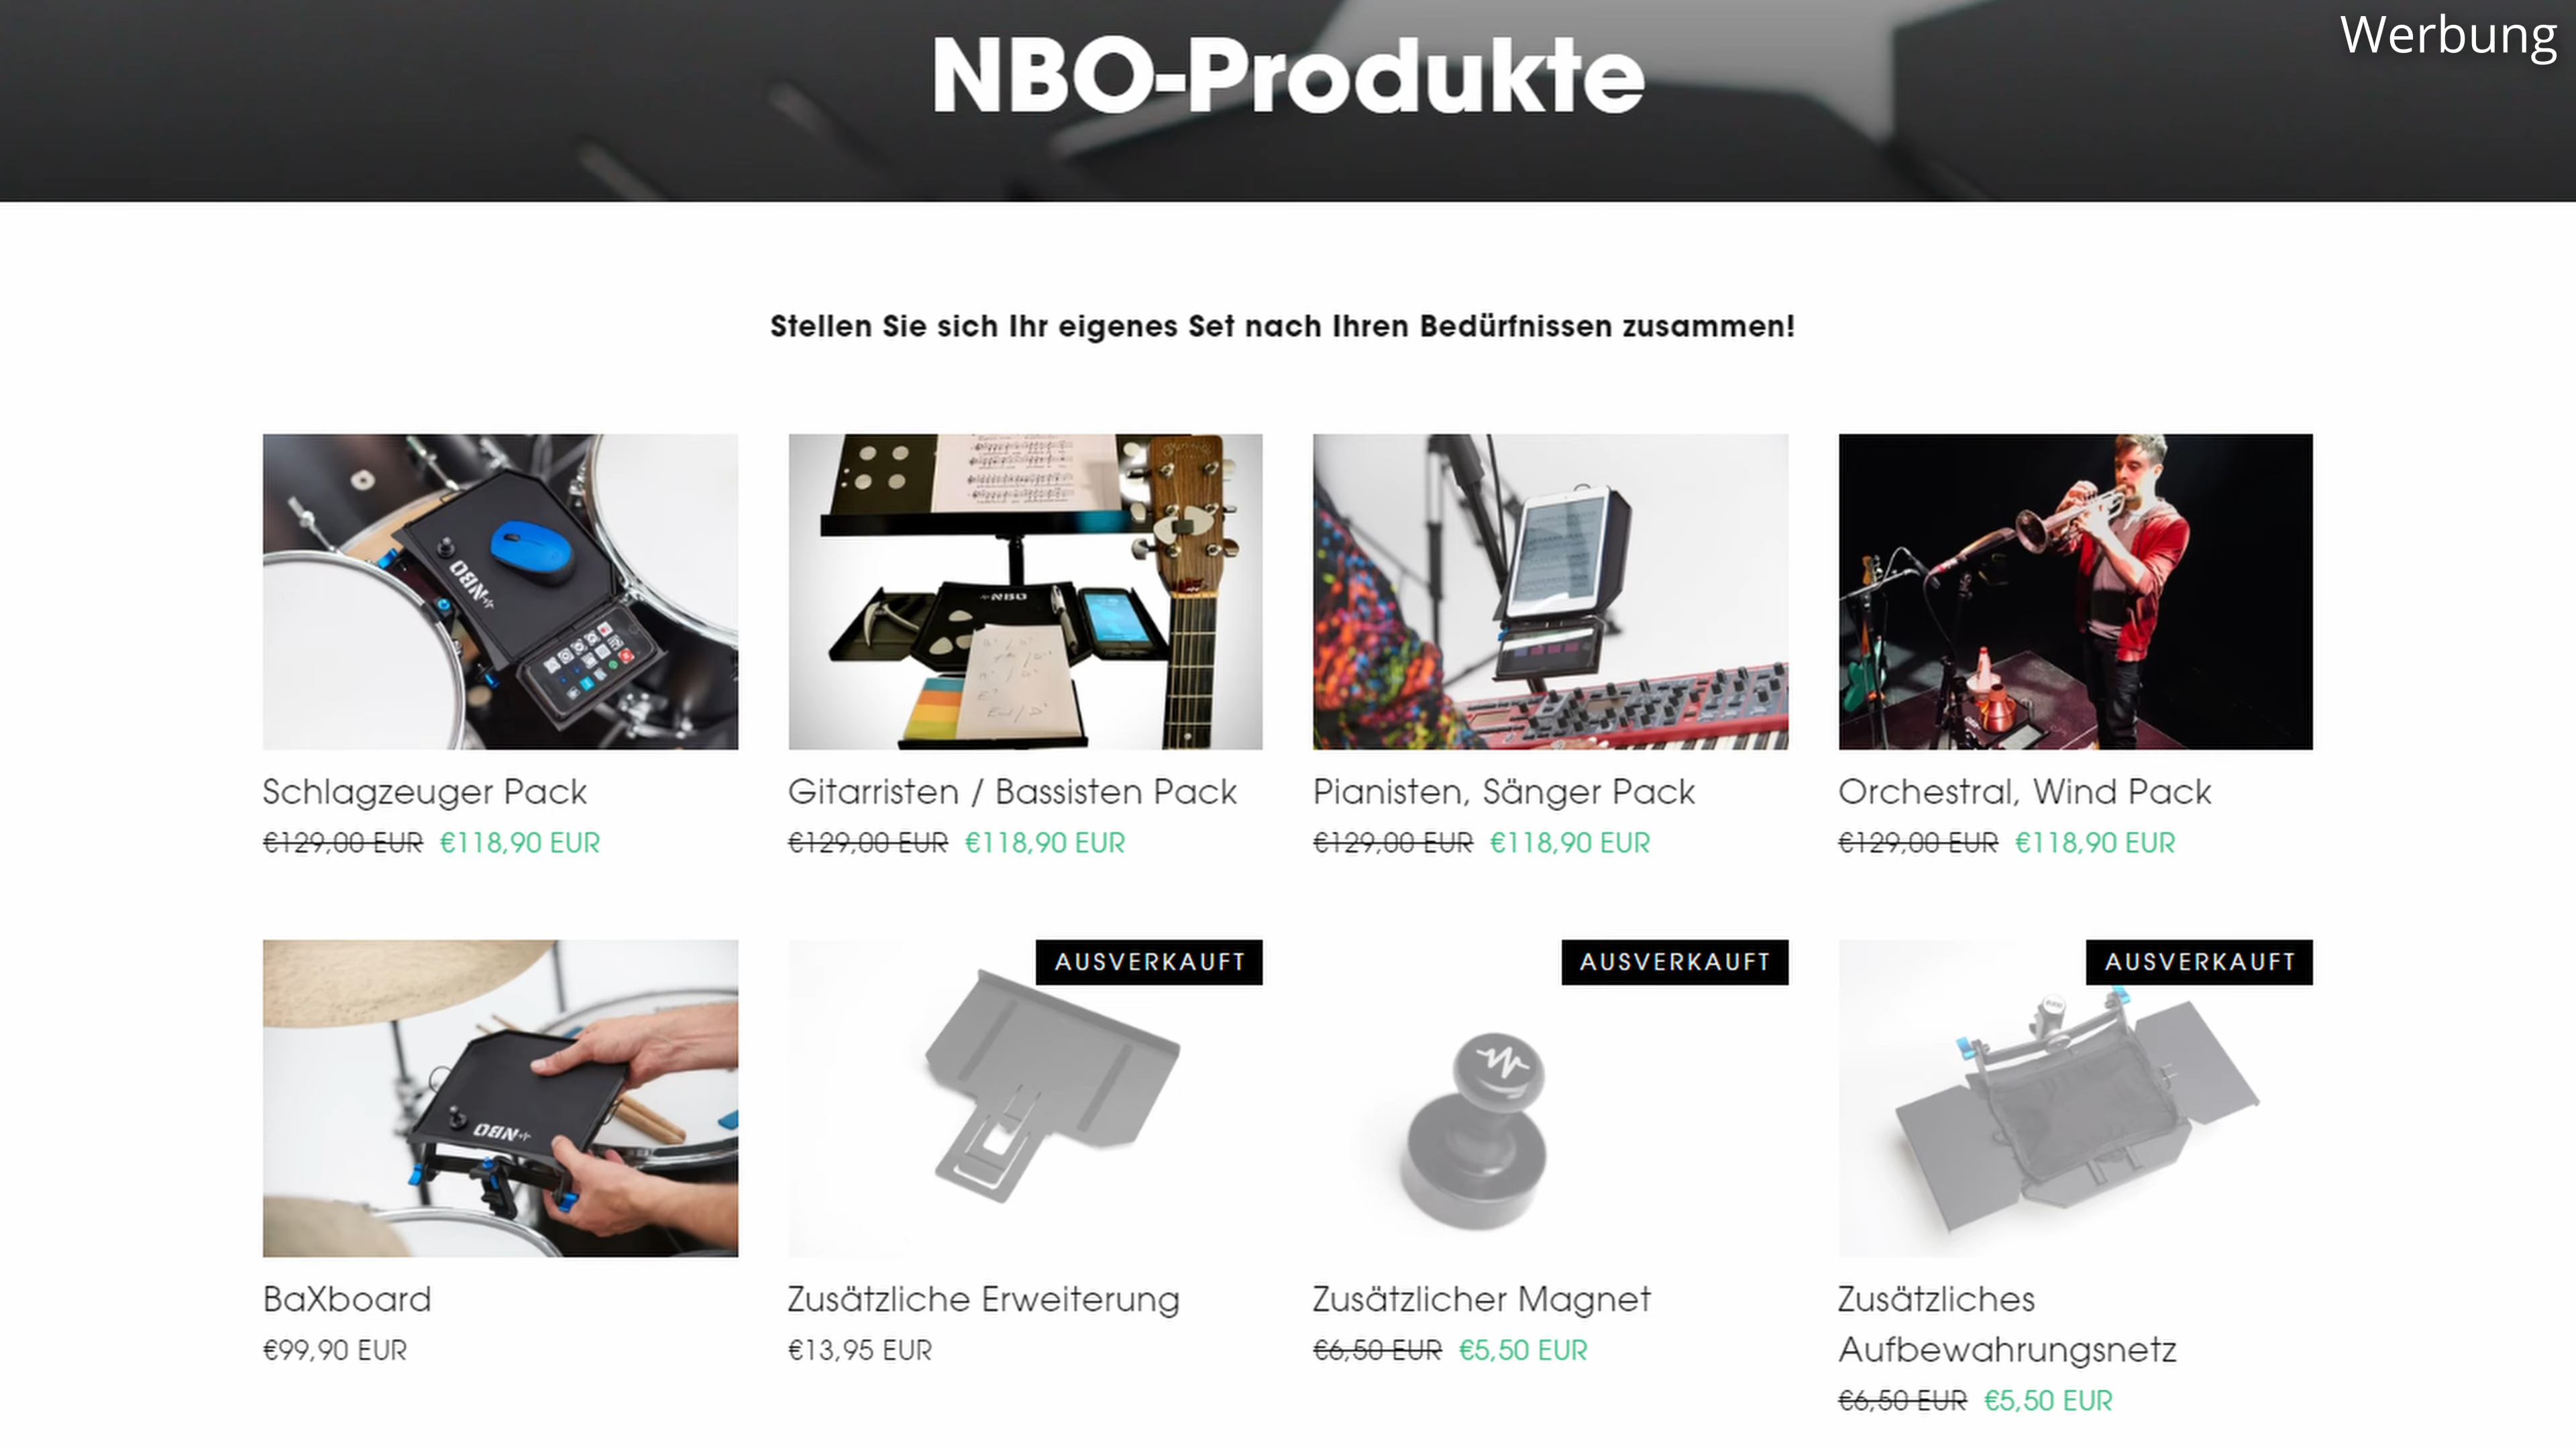 Werbung
NBO-Produkte
Stellen Sie sich Ihr eigenes Set nach Ihren Bedürfnissen zusammen!
NBO
NBO
Schlagzeuger Pack
€129,00 EUR €118,90 EUR
Gitarristen / Bassisten Pack
€129,00 EUR €118,90 EUR
Pianisten, Sänger Pack
€129,00 EUR €118,90 EUR
Orchestral, Wind Pack
€129,00 EUR €118,90 EUR
NBO
AUSVERKAUFT
AUSVERKAUFT
AUSVERKAUFT
BaXboard
€99,90 EUR
Zusätzliche Erweiterung
€13,95 EUR
Zusätzlicher Magnet
€6,50 EUR €5,50 EUR
Zusätzliches
Aufbewahrungsnetz
€6,50 EUR €5,50 EUR